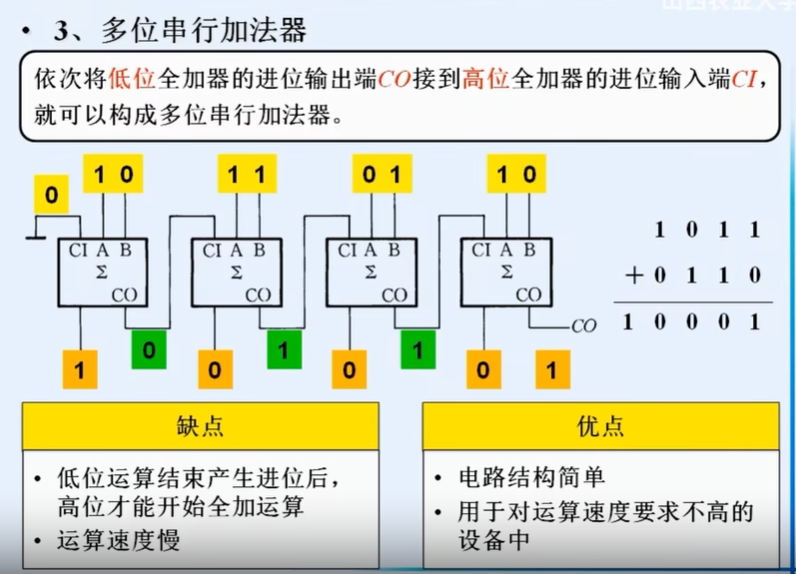 山西农业大学
• 3、多位串行加法器
依次将低位全加器的进位输出端CO接到高位全加器的进位输入端CI，
就可以构成多位串行加法器。
0
1 0
1 1
0 1
1 0
CI A B
Σ
CO
CI A B
Σ
CO
CI A B
Σ
CO
CI A B
Σ
CO
CO
1
0
0
1
0
1
0
1
1 0 1 1
+ 0 1 1 0
1 0 0 0 1
缺点
• 低位运算结束产生进位后，
高位才能开始全加运算
• 运算速度慢
优点
• 电路结构简单
• 用于对运算速度要求不高的
设备中